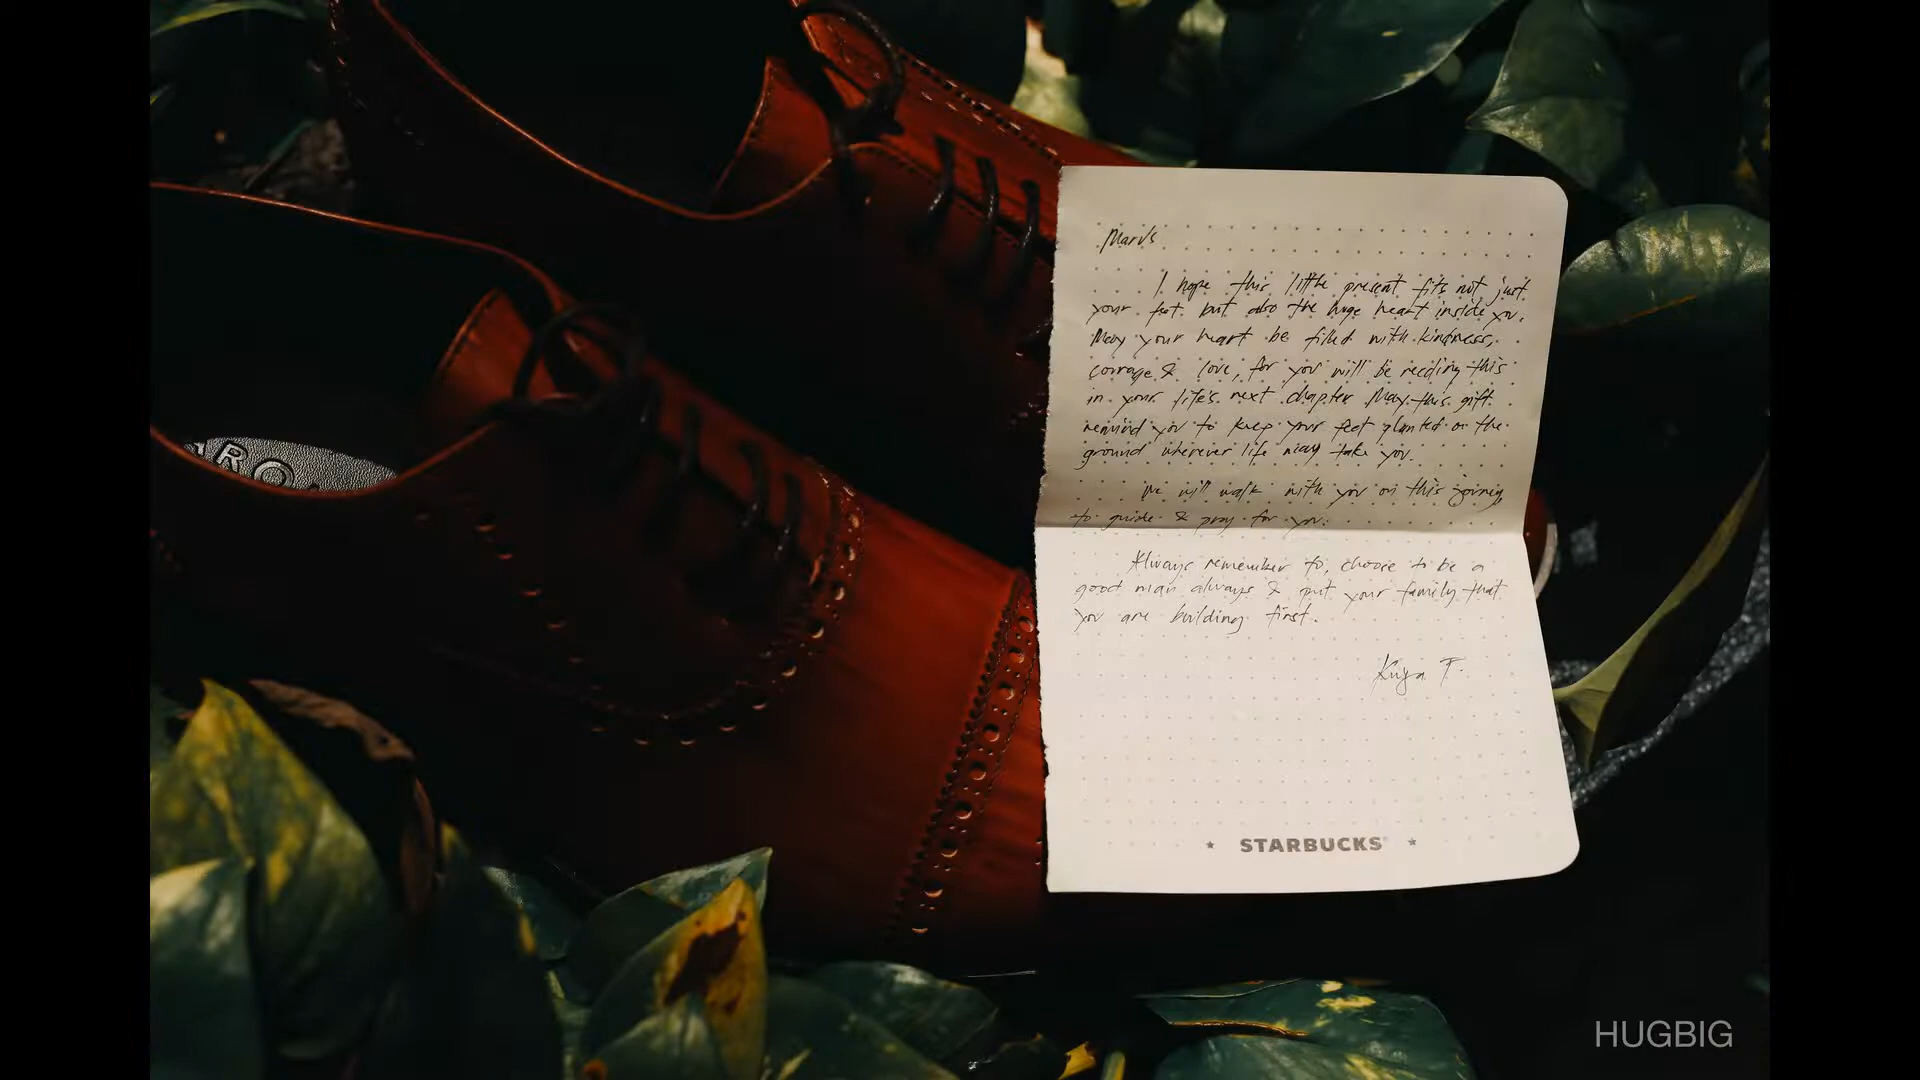 Marvs
I hope this little present fits not just
your feet but also the huge heart inside you.
May your heart be filled with kindness,
courage & love, for you will be reading this
in your life's next chapter. May this gift
remind you to keep your feet planted on the
ground wherever life may take you.
We will walk with you on this journey
to guide & pray for you.
Always remember to, choose to be a
good man always & put your family that
you are building first.
Kuya T.
STARBUCKS
HUGBIG